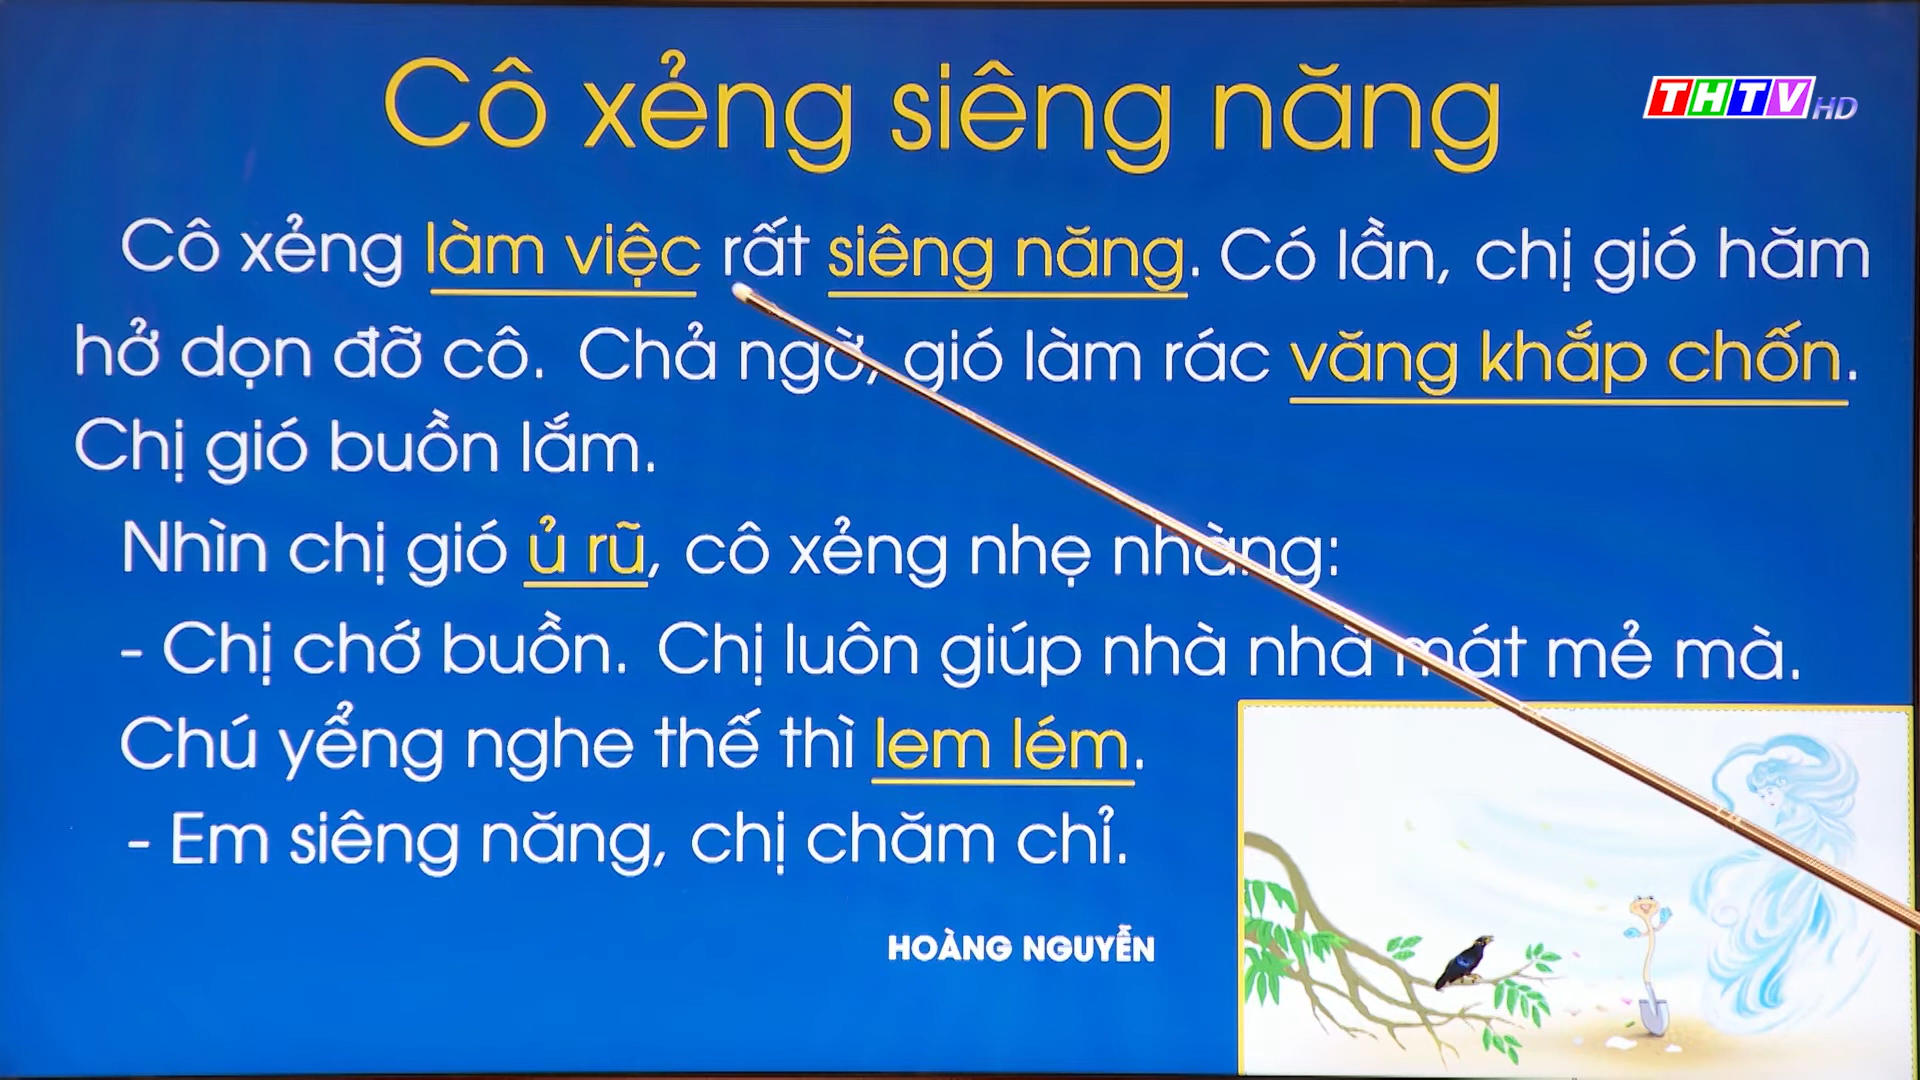 Cô xẻng siêng năng
THTV HD
Cô xẻng làm việc rất siêng năng. Có lần, chị gió hăm
hở dọn đỡ cô. Chả ngờ, gió làm rác văng khắp chốn.
Chị gió buồn lắm.
Nhìn chị gió ủ rũ, cô xẻng nhẹ nhàng:
- Chị chớ buồn. Chị luôn giúp nhà nhà mát mẻ mà.
Chú yểng nghe thế thì lem lém.
- Em siêng năng, chị chăm chỉ.
HOÀNG NGUYỄN